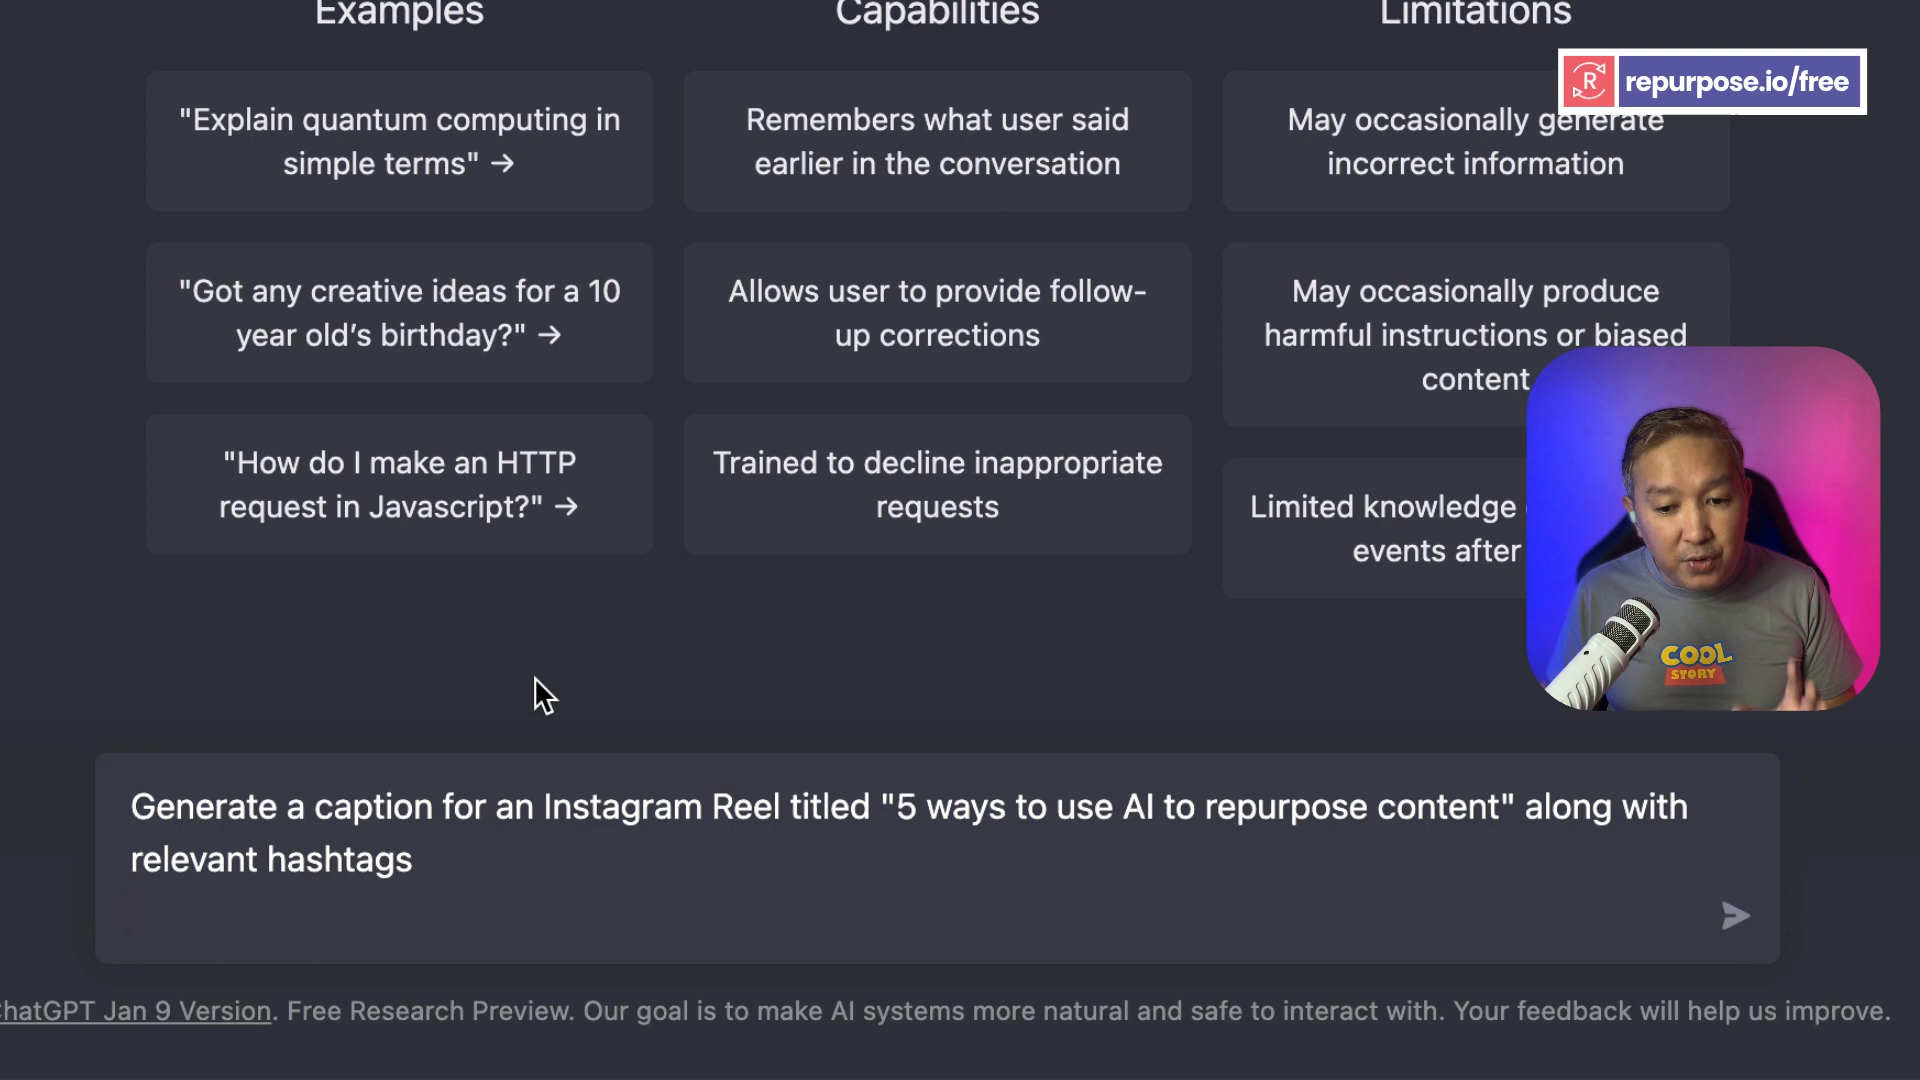 Examples
Capabilities
Limitations
R repurpose.io/free
"Explain quantum computing in
simple terms" →
Remembers what user said
earlier in the conversation
May occasionally generate
incorrect information
"Got any creative ideas for a 10
year old's birthday?" →
Allows user to provide follow-
up corrections
May occasionally produce
harmful instructions or biased
content
"How do I make an HTTP
request in Javascript?" →
Trained to decline inappropriate
requests
Limited knowledge
events after
COOL
STORY
Generate a caption for an Instagram Reel titled "5 ways to use AI to repurpose content" along with
relevant hashtags
ChatGPT Jan 9 Version. Free Research Preview. Our goal is to make AI systems more natural and safe to interact with. Your feedback will help us improve.